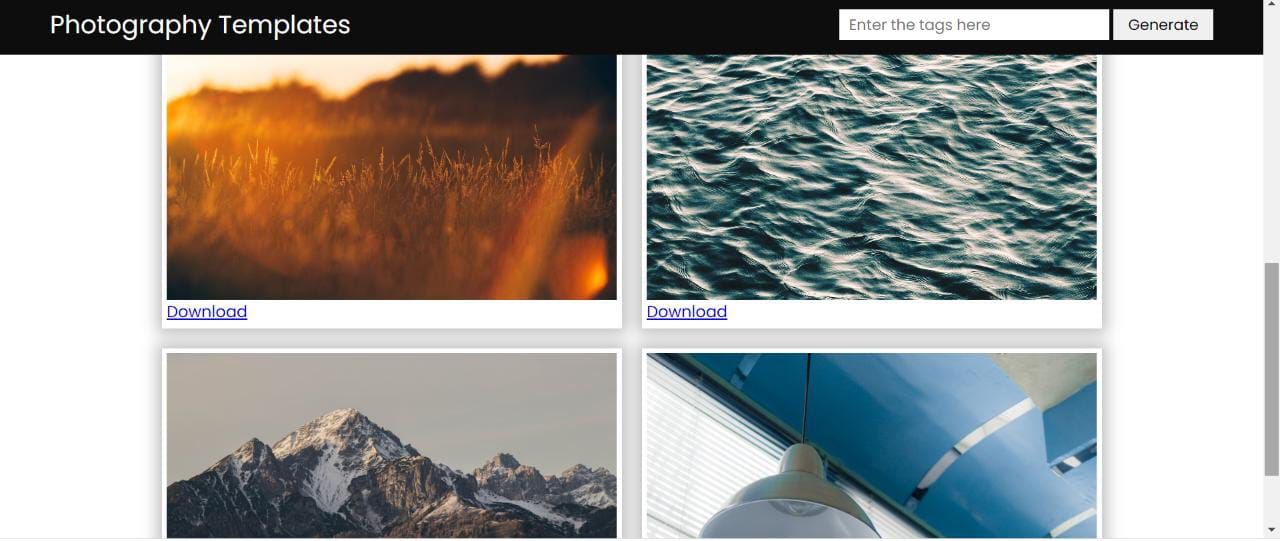 Photography Templates
Enter the tags here
Generate
Download
Download